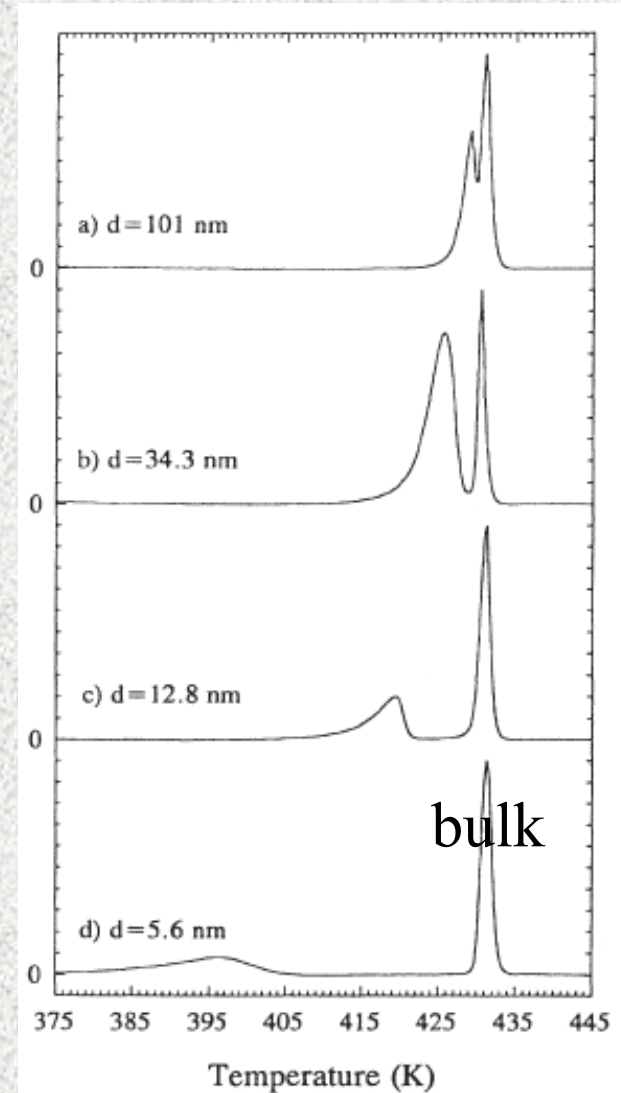 a) d=101 nm
0
b) d=34.3 nm
0
c) d=12.8 nm
0
bulk
d) d=5.6 nm
0
375 385 395 405 415 425 435 445
Temperature (K)